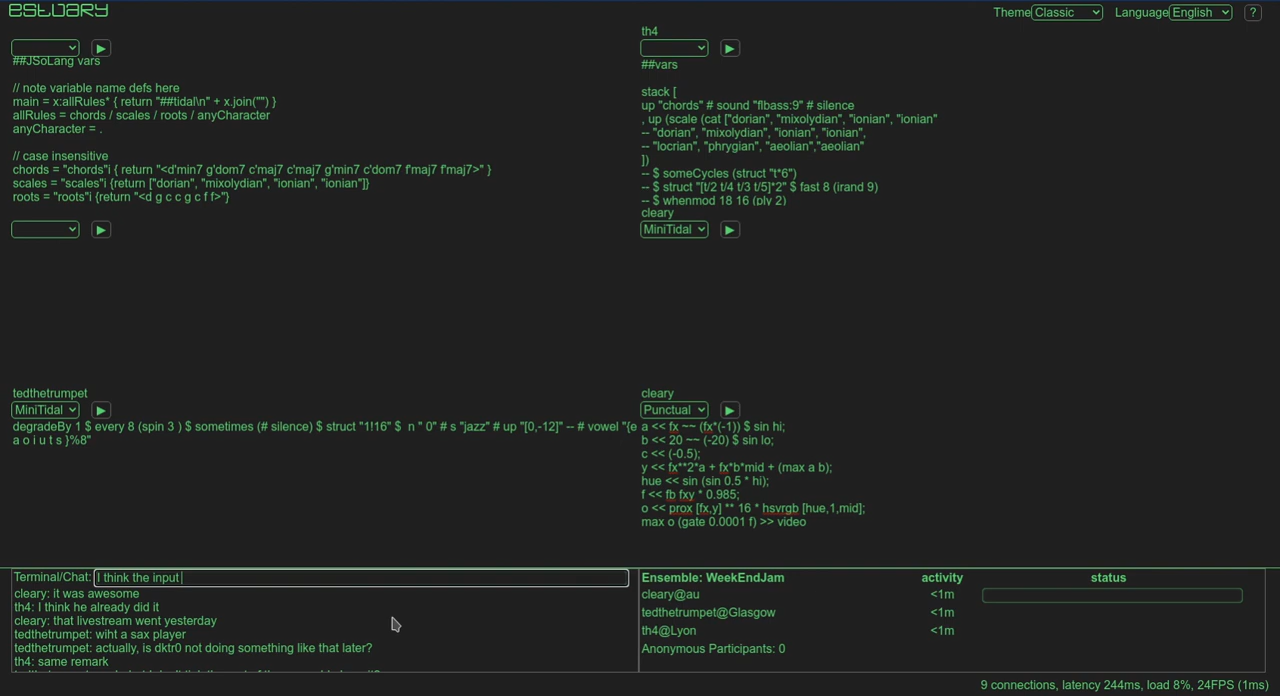 ESTUARY
Theme Classic Language English ?
##JSoLang vars
// note variable name defs here
main = x:allRules* { return "##tidal\n" + x.join("") }
allRules = chords / scales / roots / anyCharacter
anyCharacter = .
// case insensitive
chords = "chords"i { return "<d'min7 g'dom7 c'maj7 c'maj7 g'min7 c'dom7 f'maj7 f'maj7>" }
scales = "scales"i {return ["dorian", "mixolydian", "ionian", "ionian"]}
roots = "roots"i {return "<d g c c g c f f>"}
th4
##vars
stack [
up "chords" # sound "flbass:9" # silence
, up (scale (cat ["dorian", "mixolydian", "ionian", "ionian"
-- "dorian", "mixolydian", "ionian", "ionian",
-- "locrian", "phrygian", "aeolian","aeolian"
])
-- $ someCycles (struct "t*6")
-- $ struct "[t/2 t/4 t/3 t/5]*2" $ fast 8 (irand 9)
-- $ whenmod 18 16 (ply 2)
cleary
MiniTidal
tedthetrumpet
MiniTidal
degradeBy 1 $ every 8 (spin 3 ) $ sometimes (# silence) $ struct "1!16" $ n " 0" # s "jazz" # up "[0,-12]" -- # vowel "{e
a o i u t s }%8"
cleary
Punctual
a << fx ~~ (fx*(-1)) $ sin hi;
b << 20 ~~ (-20) $ sin lo;
c << (-0.5);
y << fx**2*a + fx*b*mid + (max a b);
hue << sin (sin 0.5 * hi);
f << fb fxy * 0.985;
o << prox [fx,y] ** 16 * hsvrgb [hue,1,mid];
max o (gate 0.0001 f) >> video
Terminal/Chat: I think the input
cleary: it was awesome
th4: I think he already did it
cleary: that livestream went yesterday
tedthetrumpet: wiht a sax player
tedthetrumpet: actually, is dktr0 not doing something like that later?
th4: same remark
Ensemble: WeekEndJam activity status
cleary@au <1m
tedthetrumpet@Glasgow <1m
th4@Lyon <1m
Anonymous Participants: 0
9 connections, latency 244ms, load 8%, 24FPS (1ms)